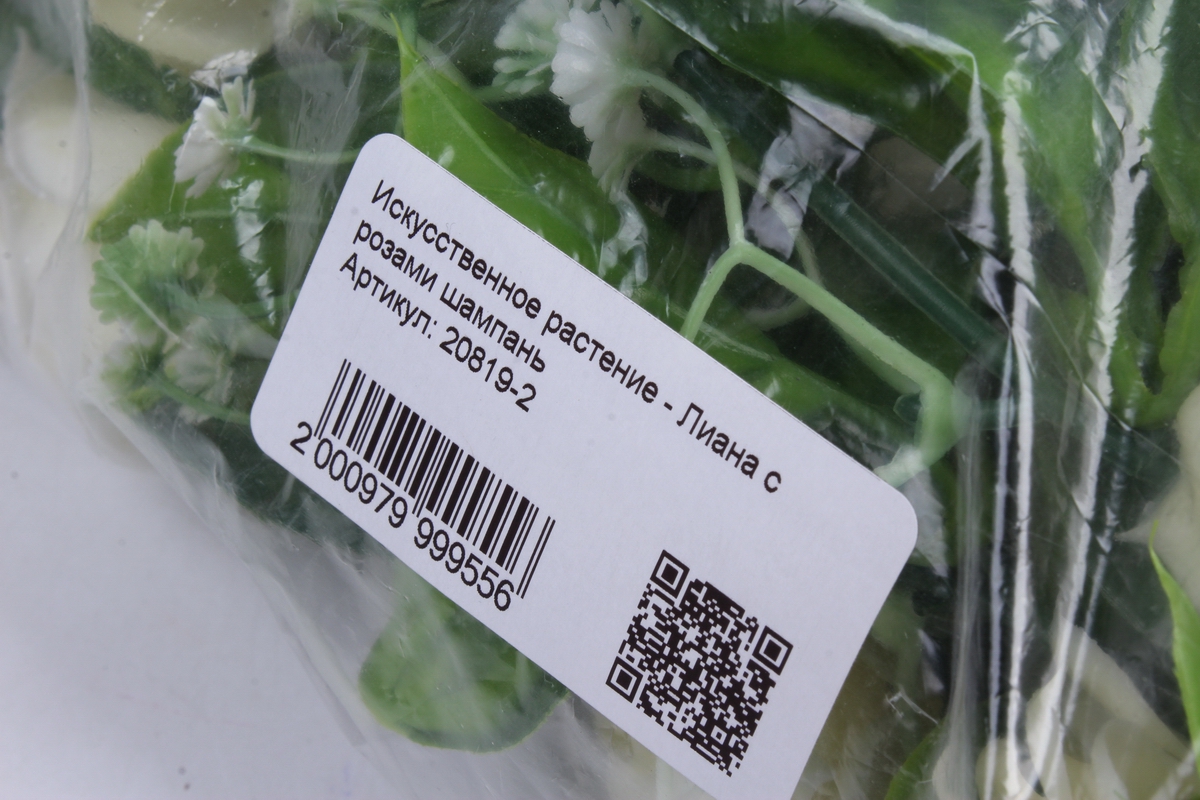 Искусственное растение - Лиана с
розами шампань
Артикул: 20819-2
2 000979 999556